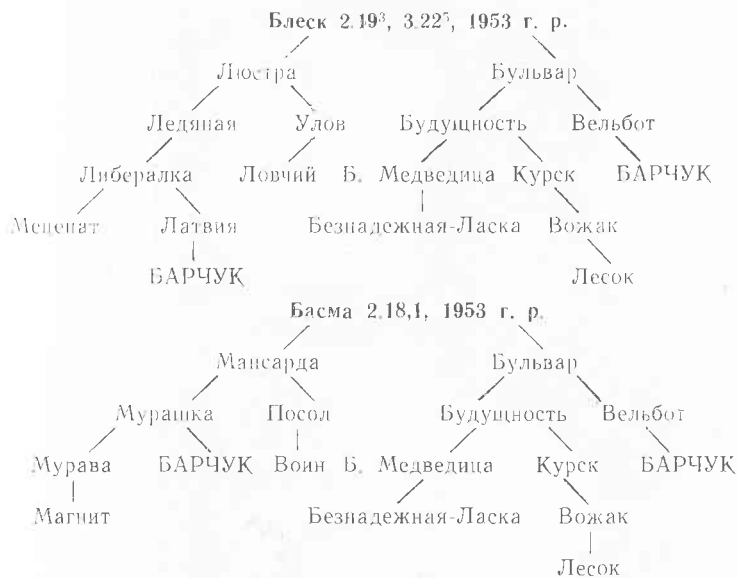 Блеск 2.19³, 3.22⁵, 1953 г. р.
Люстра Бульвар
Ледяная Улов Будущность Вельбот
Либералка Ловчий Б. Медведица Курск БАРЧУК
Меценат Латвия Безнадежная-Ласка Вожак
БАРЧУК Лесок
Басма 2.18,1, 1953 г. р.
Мансарда Бульвар
Мурашка Посол Будущность Вельбот
Мурава БАРЧУК Воин Б. Медведица Курск БАРЧУК
Магнит Безнадежная-Ласка Вожак
Лесок